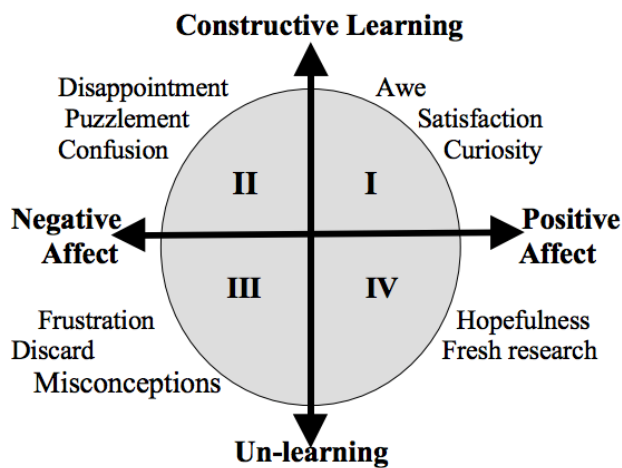 Constructive Learning
Disappointment
Puzzlement
Confusion
Awe
Satisfaction
Curiosity
II
I
Negative
Affect
Positive
Affect
III
IV
Frustration
Discard
Misconceptions
Hopefulness
Fresh research
Un-learning